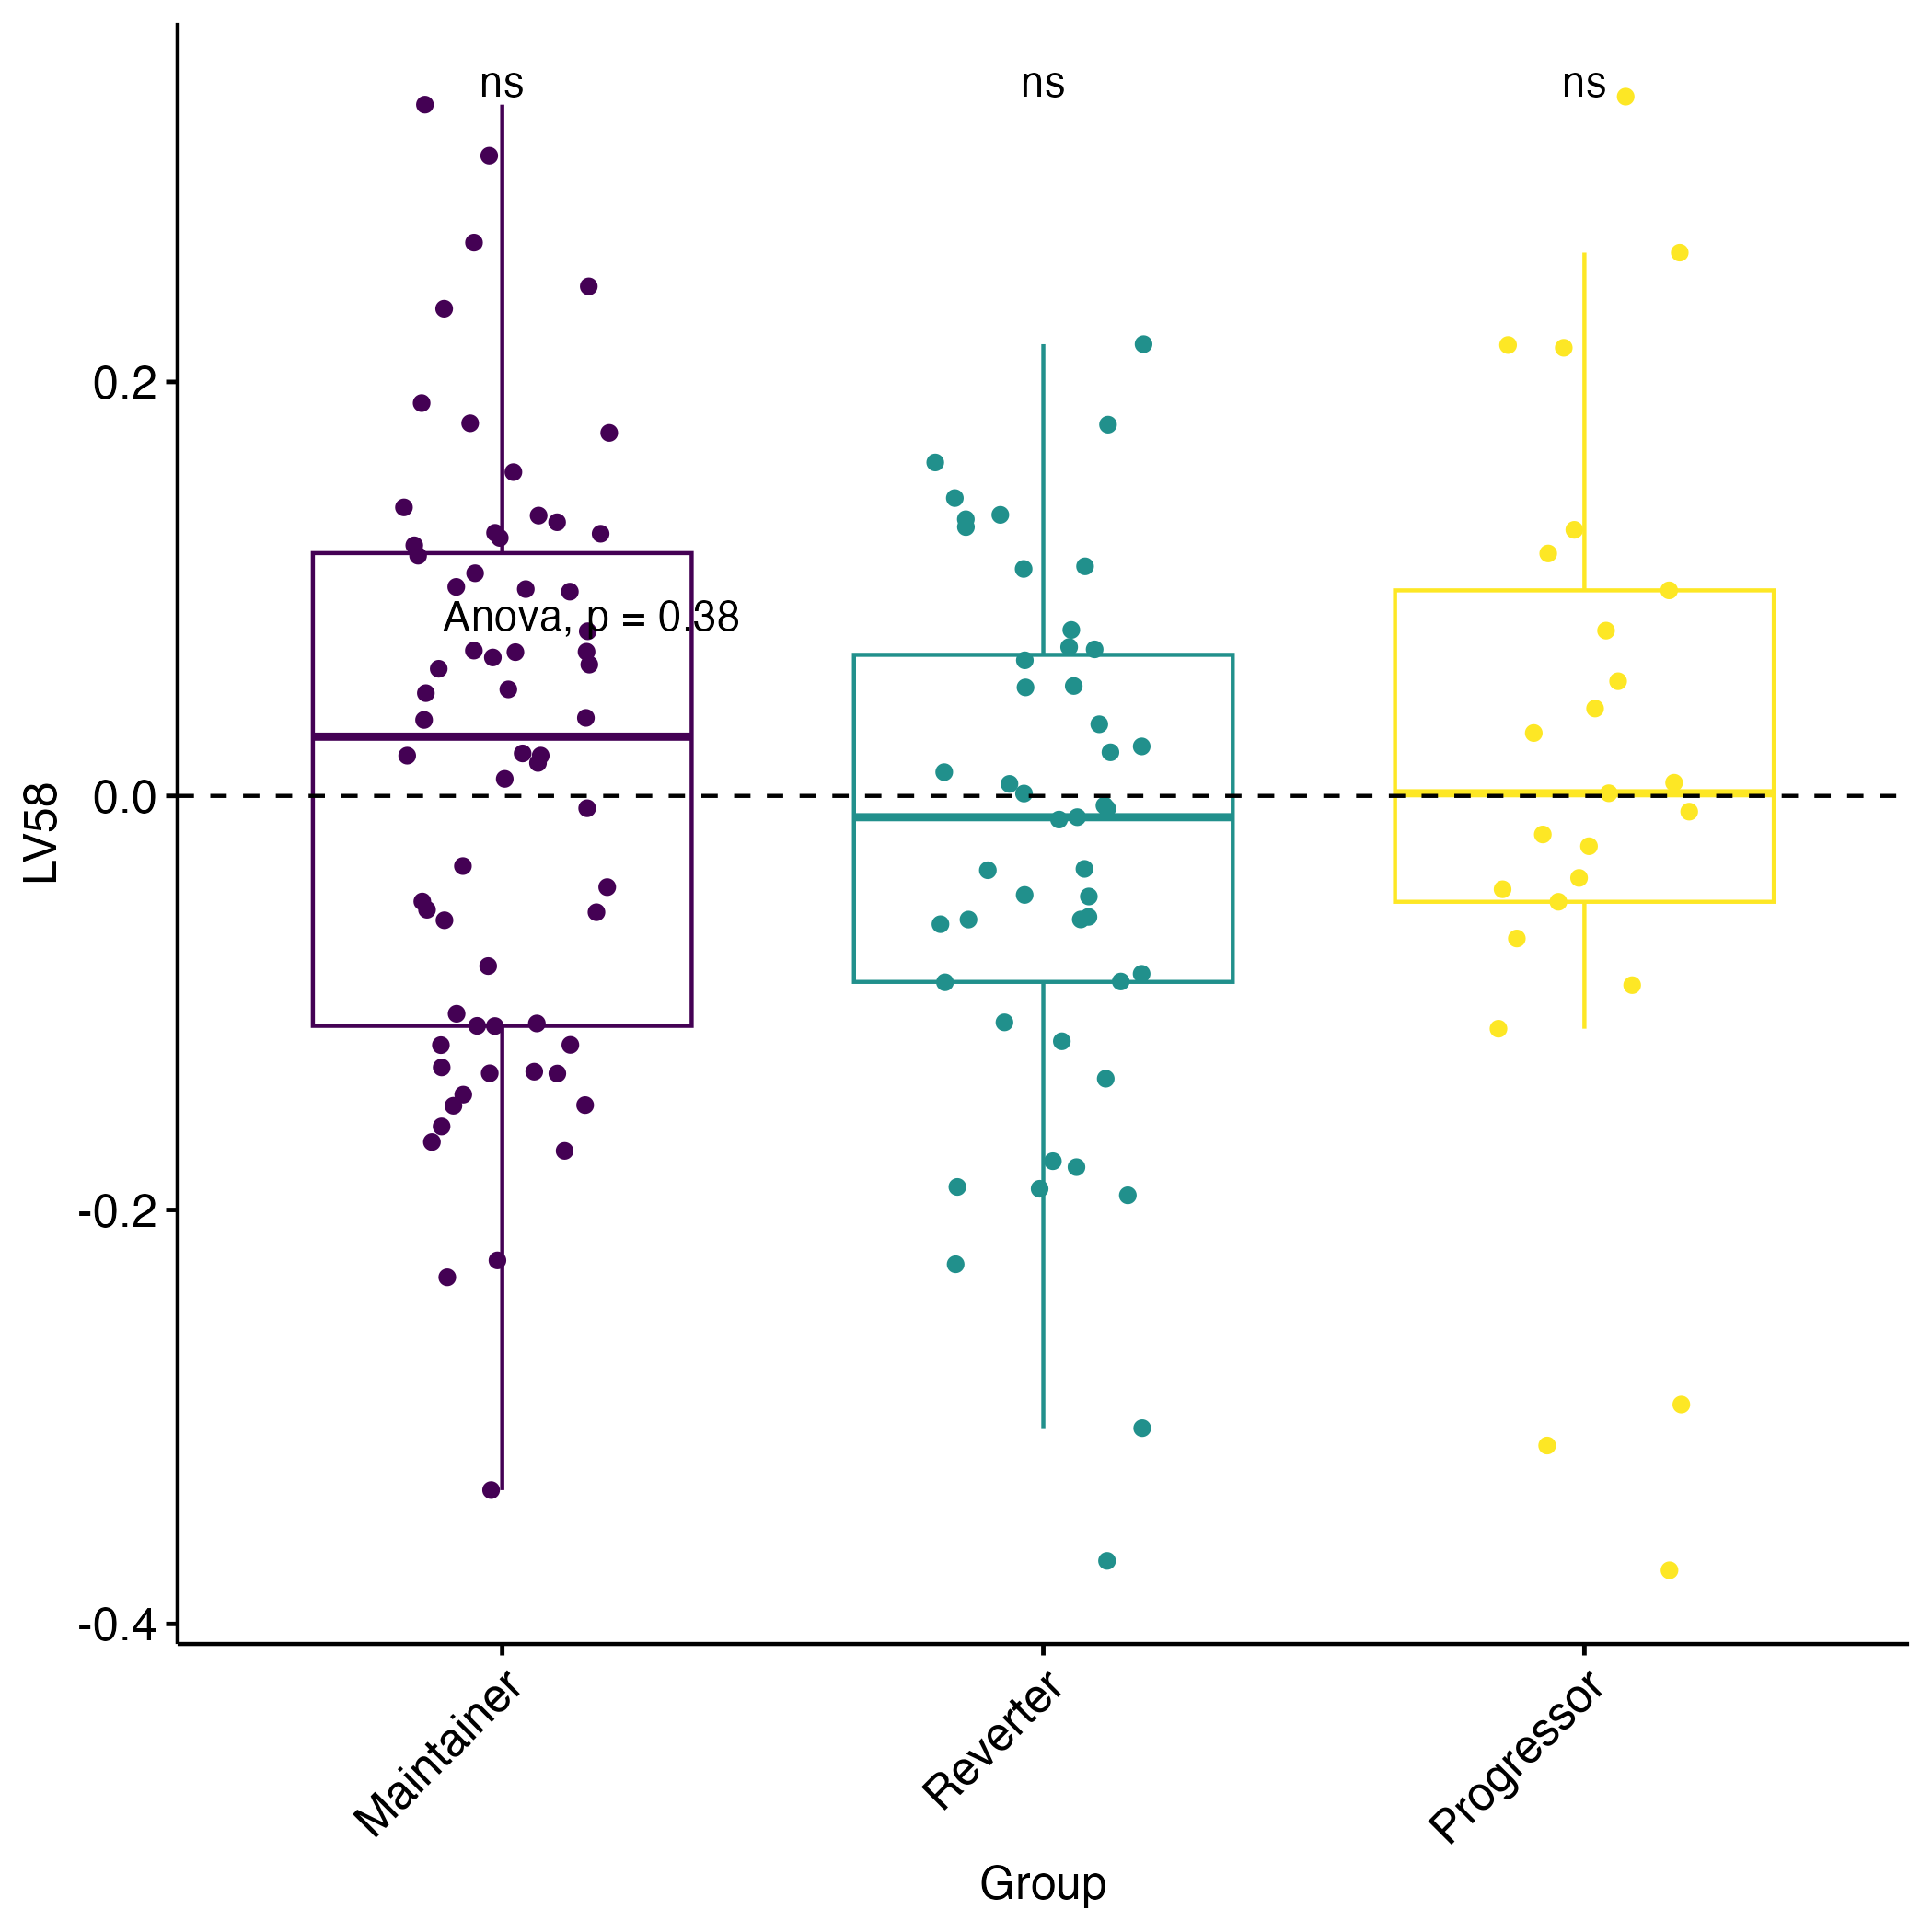 ns
ns
ns
0.2
Anova, p = 0.38
0.0
LV58
-0.2
-0.4
Maintainer
Reverter
Progressor
Group